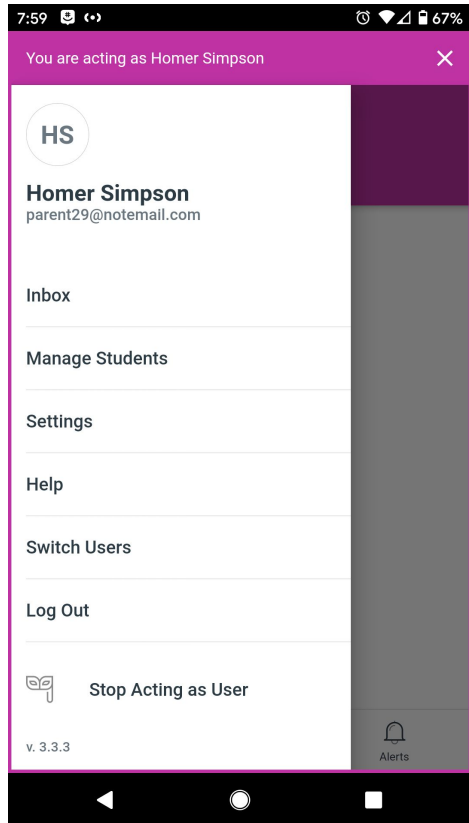 7:59
67%
You are acting as Homer Simpson
HS
Homer Simpson
parent29@notemail.com
Inbox
Manage Students
Settings
Help
Switch Users
Log Out
Stop Acting as User
v. 3.3.3
Alerts